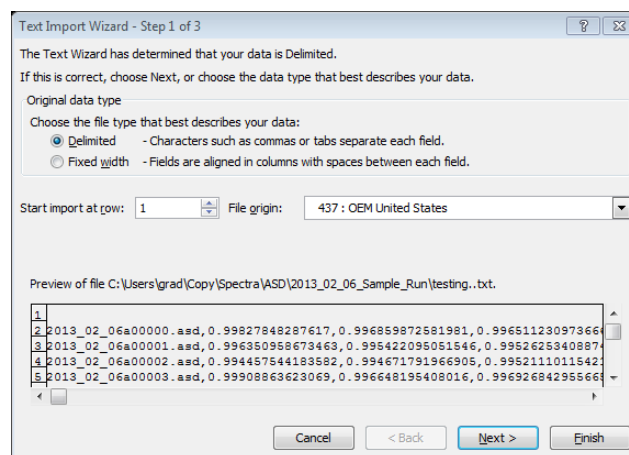 Text Import Wizard - Step 1 of 3
The Text Wizard has determined that your data is Delimited.
If this is correct, choose Next, or choose the data type that best describes your data.
Original data type
Choose the file type that best describes your data:
Delimited - Characters such as commas or tabs separate each field.
Fixed width - Fields are aligned in columns with spaces between each field.
Start import at row: 1 File origin: 437 : OEM United States
Preview of file C:\Users\grad\Copy\Spectra\ASD\2013_02_06_Sample_Run\testing..txt.
1
2 2013_02_06a00000.asd,0.99827848287617,0.996859872581981,0.99651123097366
3 2013_02_06a00001.asd,0.996350958673463,0.995422095051546,0.9952625340887
4 2013_02_06a00002.asd,0.994457544183582,0.994671791966905,0.9952111011542
5 2013_02_06a00003.asd,0.99908863623069,0.996648195408016,0.99692684295566
Cancel < Back Next > Finish